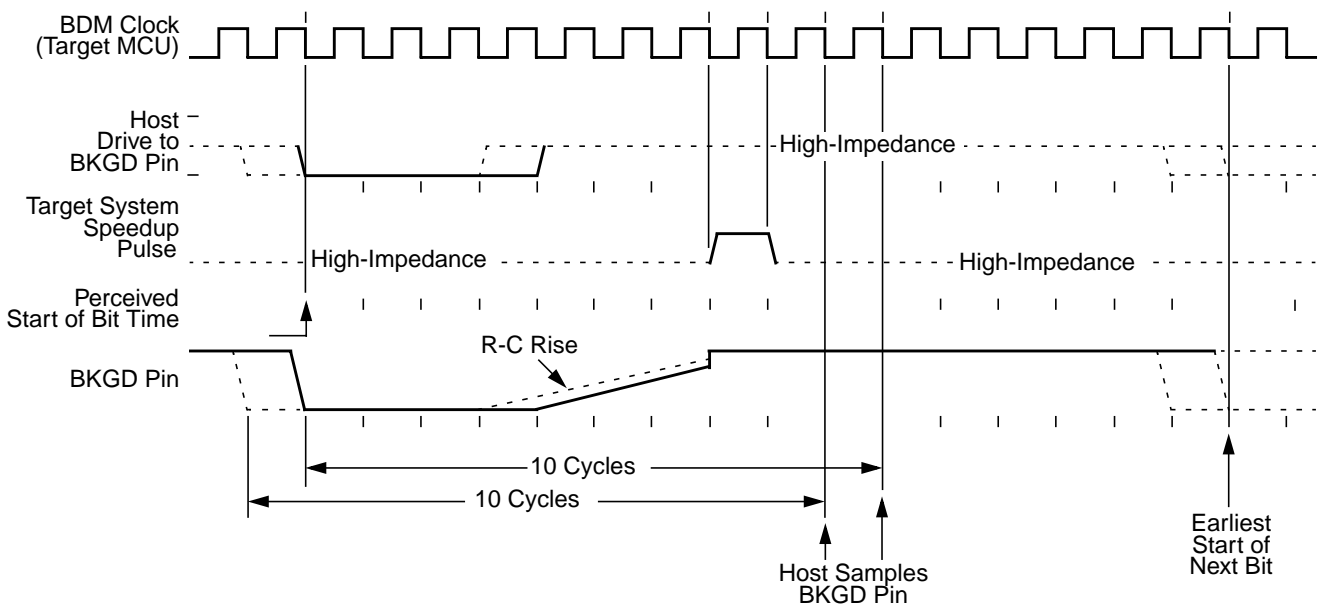 BDM Clock
(Target MCU)
Host
Drive to
BKGD Pin
High-Impedance
Target System
Speedup
Pulse
High-Impedance
High-Impedance
Perceived
Start of Bit Time
R-C Rise
BKGD Pin
10 Cycles
10 Cycles
Host Samples
BKGD Pin
Earliest
Start of
Next Bit